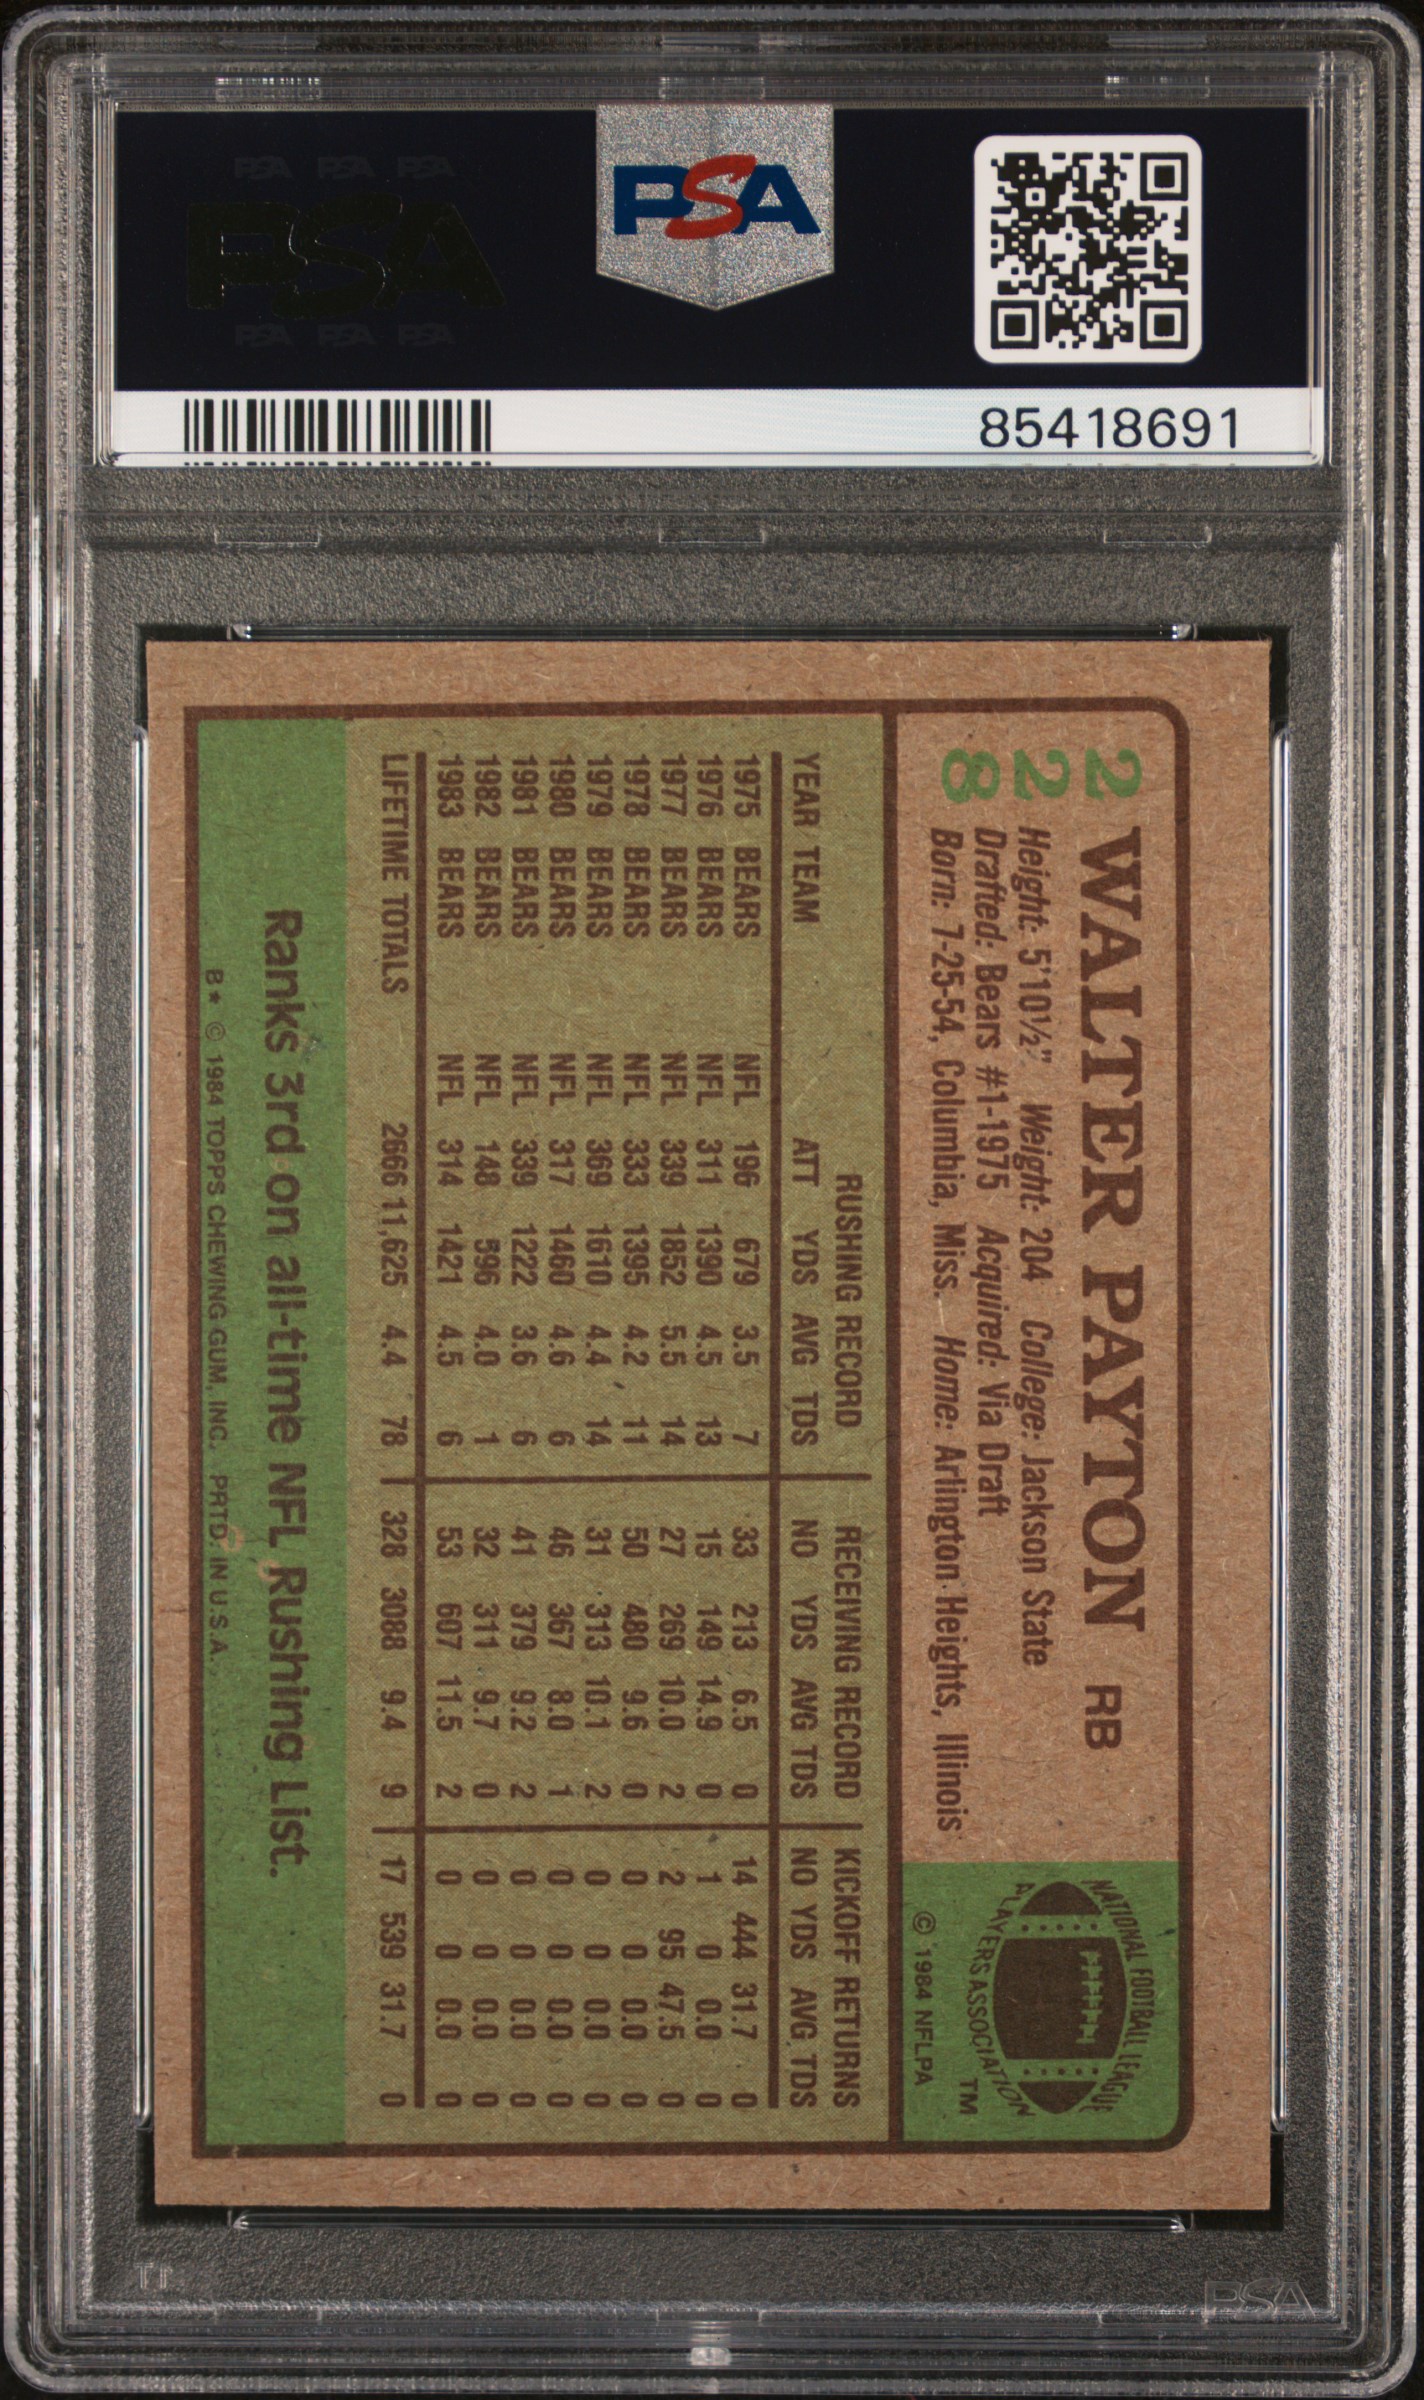 PSA PSA PSA
PSA
PSA PSA PSA
PSA
85418691
228
WALTER PAYTON RB
Height: 5'10½" Weight: 204 College: Jackson State
Drafted: Bears #1-1975 Acquired: Via Draft
Born: 7-25-54, Columbia, Miss. Home: Arlington Heights, Illinois
NATIONAL FOOTBALL LEAGUE
PLAYERS ASSOCIATION TM
© 1984 NFLPA
RUSHING RECORD RECEIVING RECORD KICKOFF RETURNS
YEAR TEAM ATT YDS AVG TDS NO YDS AVG TDS NO YDS AVG TDS
1975 BEARS NFL 196 679 3.5 7 33 213 6.5 0 14 444 31.7 0
1976 BEARS NFL 311 1390 4.5 13 15 149 14.9 0 1 0 0.0 0
1977 BEARS NFL 339 1852 5.5 14 27 269 10.0 2 2 95 47.5 0
1978 BEARS NFL 333 1395 4.2 11 50 480 9.6 0 0 0 0.0 0
1979 BEARS NFL 369 1610 4.4 14 31 313 10.1 2 0 0 0.0 0
1980 BEARS NFL 317 1460 4.6 6 46 367 8.0 1 0 0 0.0 0
1981 BEARS NFL 339 1222 3.6 6 41 379 9.2 2 0 0 0.0 0
1982 BEARS NFL 148 596 4.0 1 32 311 9.7 0 0 0 0.0 0
1983 BEARS NFL 314 1421 4.5 6 53 607 11.5 2 0 0 0.0 0
LIFETIME TOTALS 2666 11,625 4.4 78 328 3088 9.4 9 17 539 31.7 0
Ranks 3rd on all-time NFL Rushing List.
B* © 1984 TOPPS CHEWING GUM, INC. PRTD. IN U.S.A.
PSA